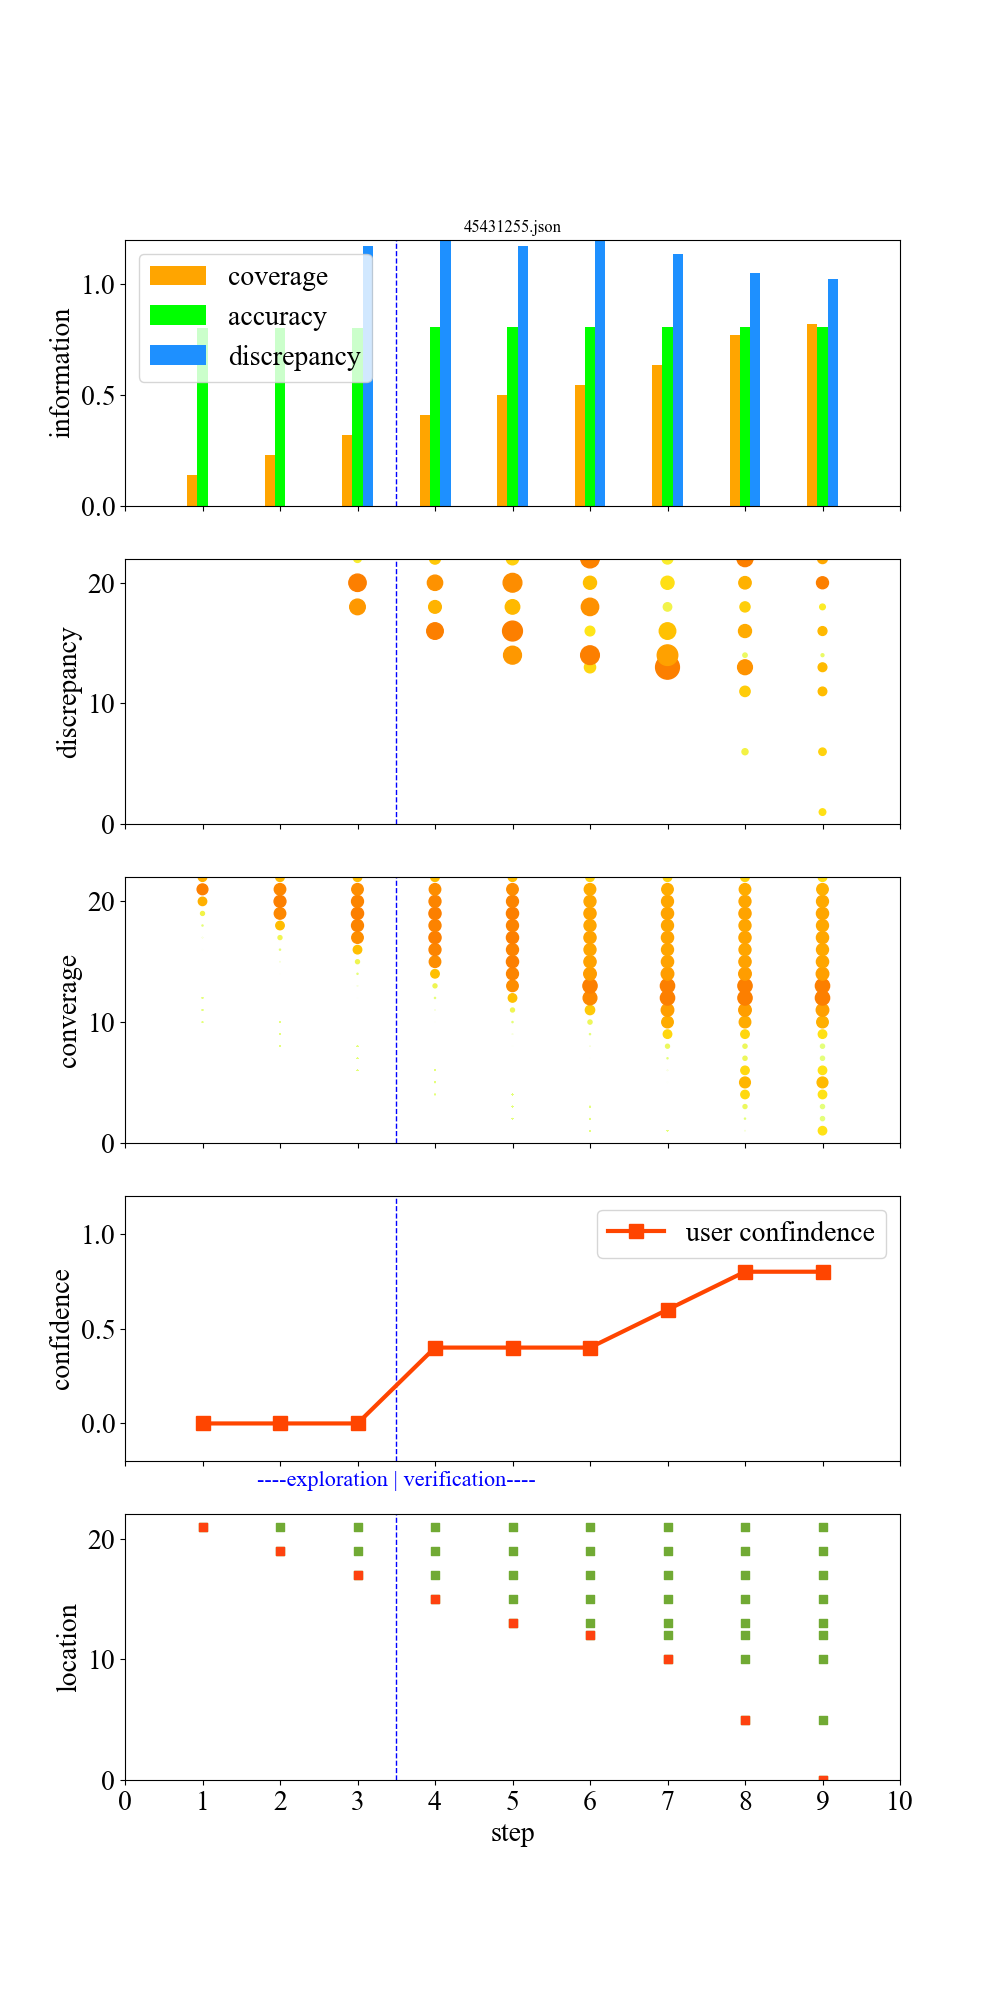 45431255.json
coverage
accuracy
discrepancy
information
1.0
0.5
0.0
discrepancy
20
10
0
converage
20
10
0
confidence
1.0
0.5
0.0
user confindence
----exploration | verification----
location
20
10
0
0 1 2 3 4 5 6 7 8 9 10
step